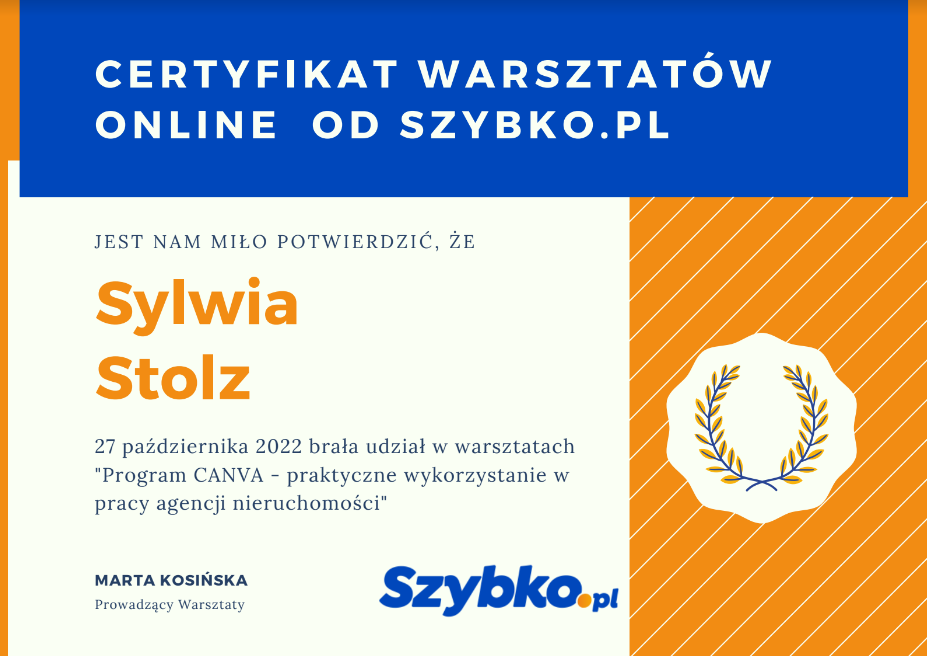 CERTYFIKAT WARSZTATÓW
ONLINE OD SZYBKO.PL
JEST NAM MIŁO POTWIERDZIĆ, ŻE
Sylwia
Stolz
27 października 2022 brała udział w warsztatach
"Program CANVA - praktyczne wykorzystanie w
pracy agencji nieruchomości"
MARTA KOSIŃSKA
Prowadzący Warsztaty
Szybko.pl